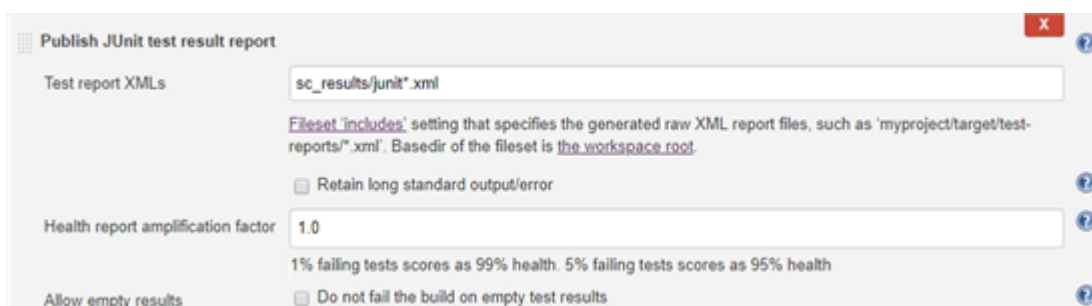 X
Publish JUnit test result report
Test report XMLs
sc_results/junit*.xml
Fileset 'includes' setting that specifies the generated raw XML report files, such as 'myproject/target/test-
reports/*.xml'. Basedir of the fileset is the workspace root.
Retain long standard output/error
Health report amplification factor
1.0
1% failing tests scores as 99% health. 5% failing tests scores as 95% health
Allow empty results
Do not fail the build on empty test results